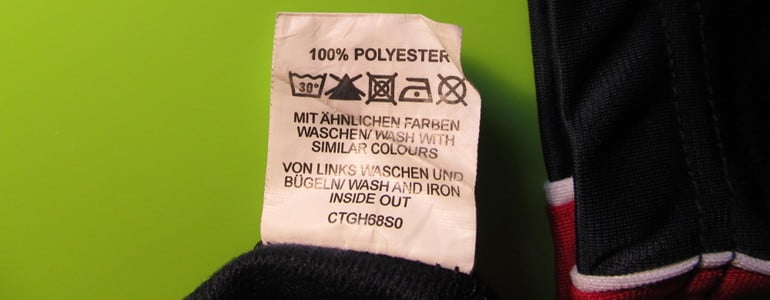 100% POLYESTER
30°
MIT ÄHNLICHEN FARBEN
WASCHEN/ WASH WITH
SIMILAR COLOURS
VON LINKS WASCHEN UND
BÜGELN/ WASH AND IRON
INSIDE OUT
CTGH68S0